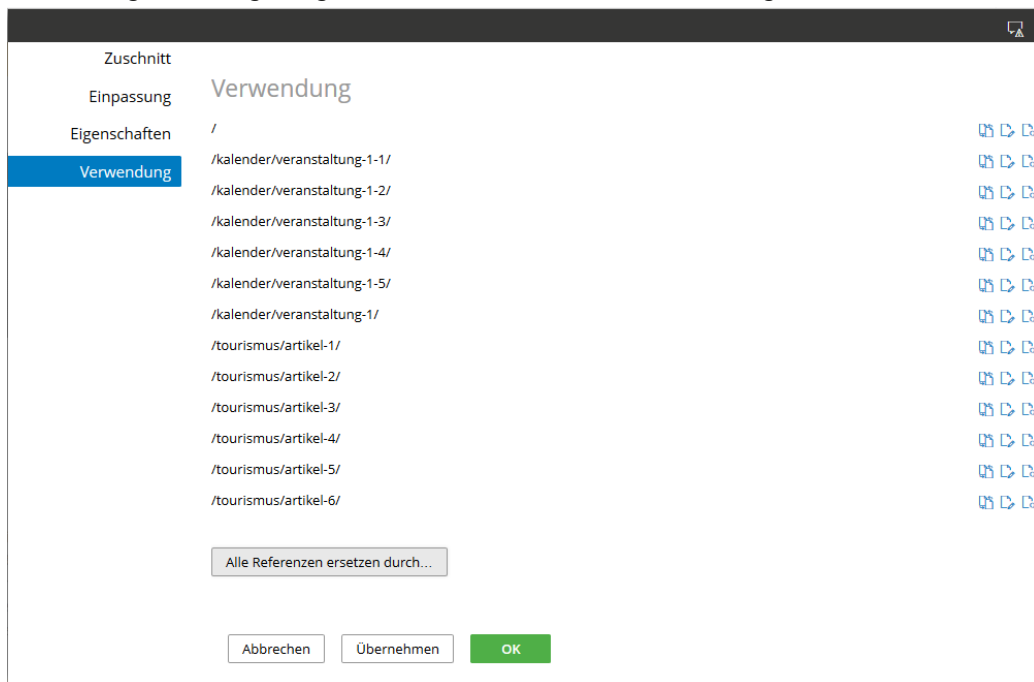 Zuschnitt
Einpassung
Eigenschaften
Verwendung
Verwendung
/
/kalender/veranstaltung-1-1/
/kalender/veranstaltung-1-2/
/kalender/veranstaltung-1-3/
/kalender/veranstaltung-1-4/
/kalender/veranstaltung-1-5/
/kalender/veranstaltung-1/
/tourismus/artikel-1/
/tourismus/artikel-2/
/tourismus/artikel-3/
/tourismus/artikel-4/
/tourismus/artikel-5/
/tourismus/artikel-6/
Alle Referenzen ersetzen durch...
Abbrechen Übernehmen OK